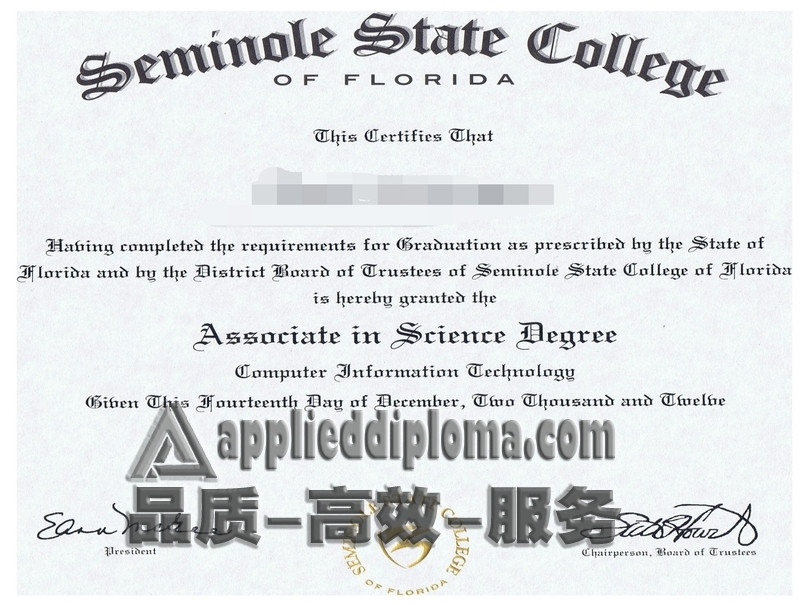 Seminole State College
OF FLORIDA
This Certifies That
Having completed the requirements for Graduation as prescribed by the State of
Florida and by the District Board of Trustees of Seminole State College of Florida
is hereby granted the
Associate in Science Degree
Computer Information Technology
Given This Fourteenth Day of December, Two Thousand and Twelve
applieddiploma.com
品质-高效-服务
President
Chairperson, Board of Trustees
COLLEGE
OF FLORIDA